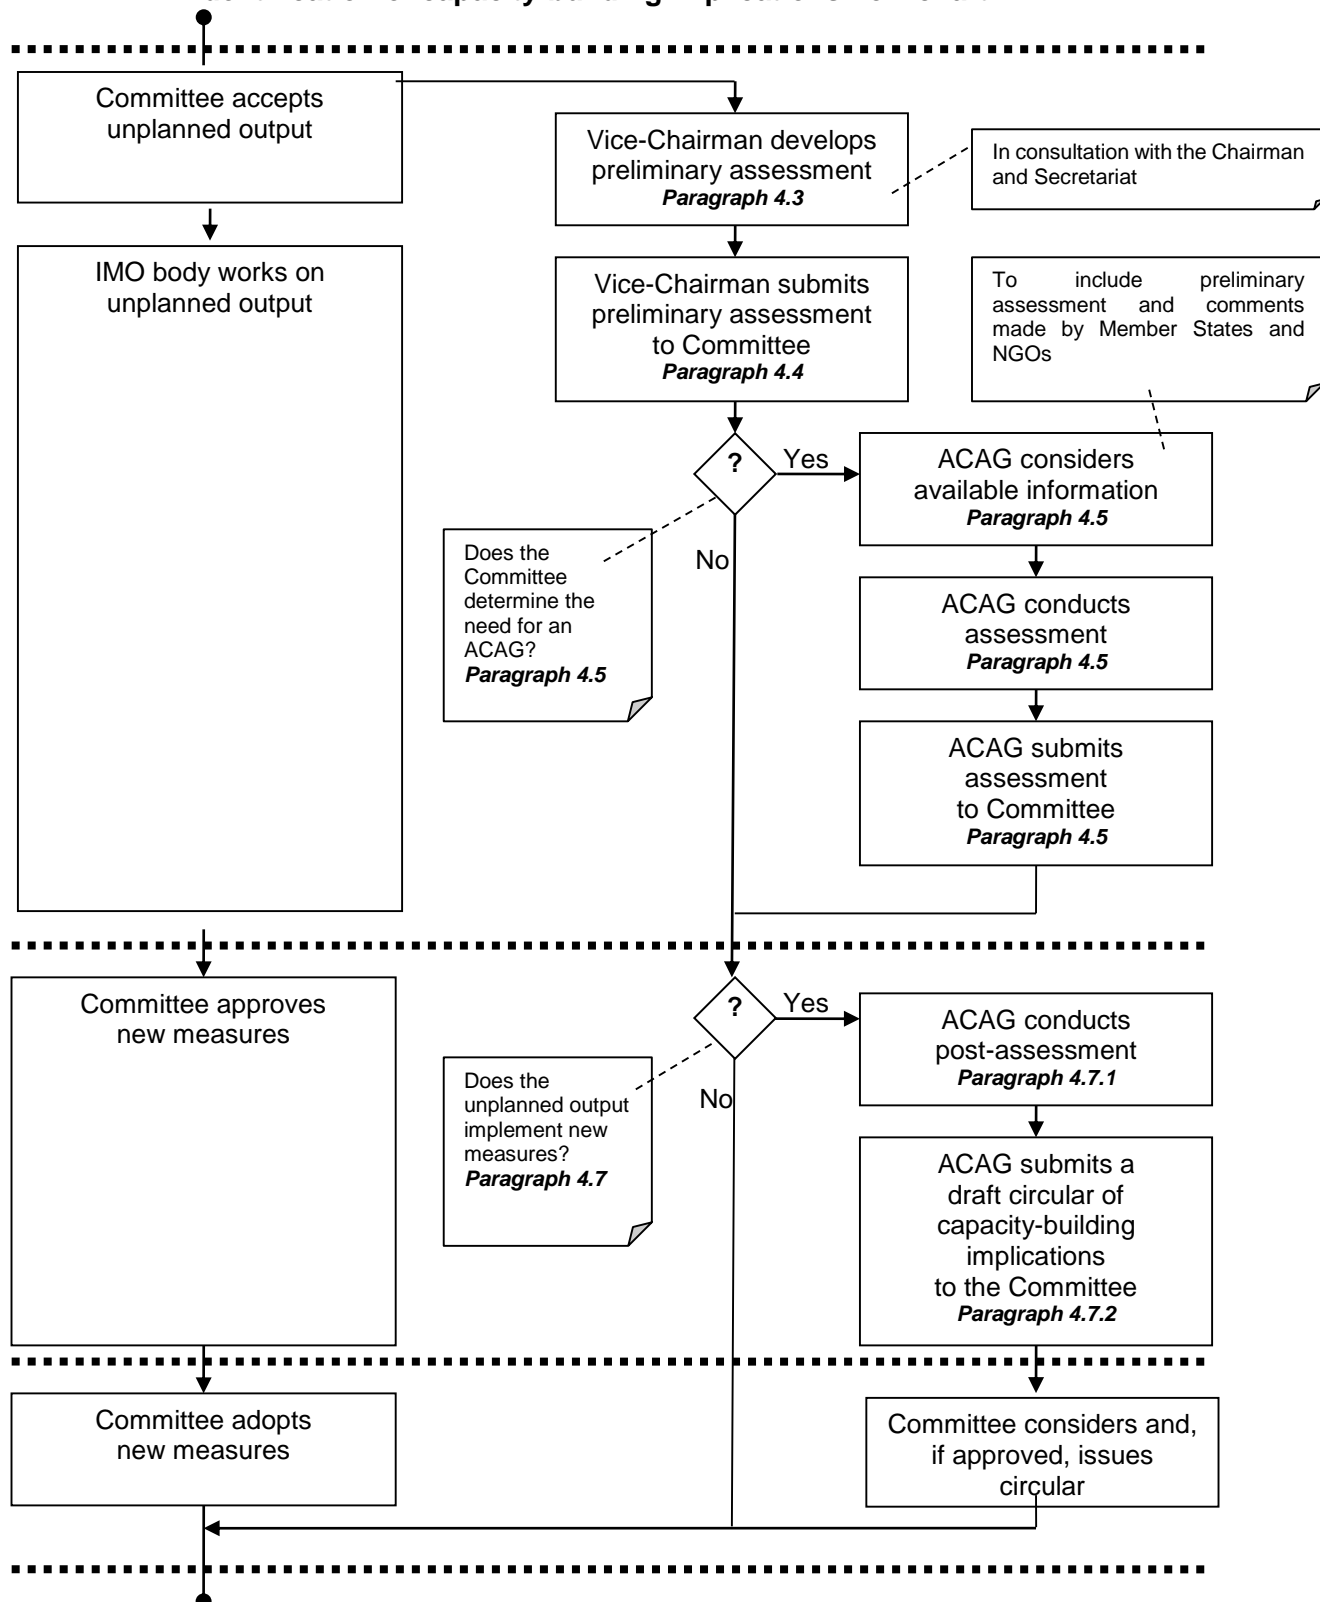 Committee accepts
unplanned output
Vice-Chairman develops
preliminary assessment
Paragraph 4.3
In consultation with the Chairman
and Secretariat
IMO body works on
unplanned output
Vice-Chairman submits
preliminary assessment
to Committee
Paragraph 4.4
To include preliminary
assessment and comments
made by Member States and
NGOs
?
Yes
No
ACAG considers
available information
Paragraph 4.5
Does the
Committee
determine the
need for an
ACAG?
Paragraph 4.5
ACAG conducts
assessment
Paragraph 4.5
ACAG submits
assessment
to Committee
Paragraph 4.5
Committee approves
new measures
?
Yes
No
ACAG conducts
post-assessment
Paragraph 4.7.1
Does the
unplanned output
implement new
measures?
Paragraph 4.7
ACAG submits a
draft circular of
capacity-building
implications
to the Committee
Paragraph 4.7.2
Committee adopts
new measures
Committee considers and,
if approved, issues
circular